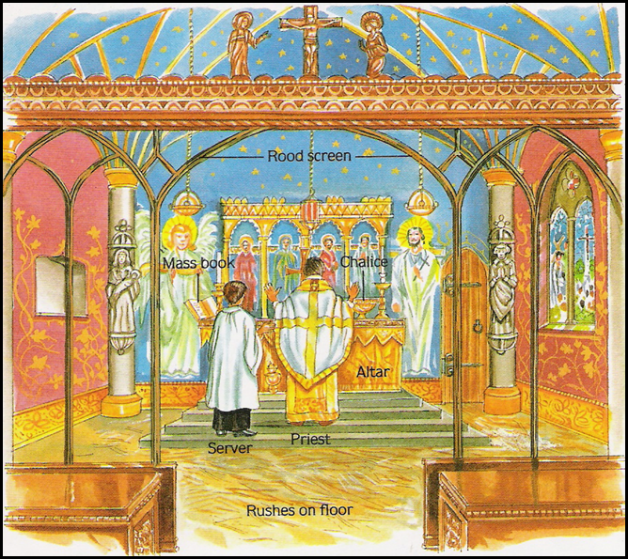 Rood screen
Mass book
Chalice
Altar
Server
Priest
Rushes on floor